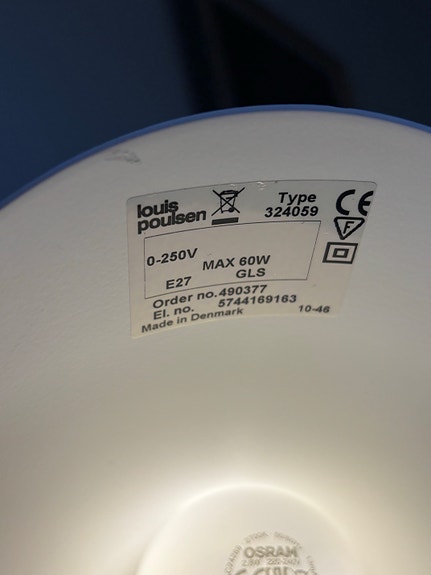 louis
poulsen
Type
324059
CE
F
0-250V
MAX 60W
E27
GLS
Order no. 490377
El. no. 5744169163
Made in Denmark
10-46
OSRAM